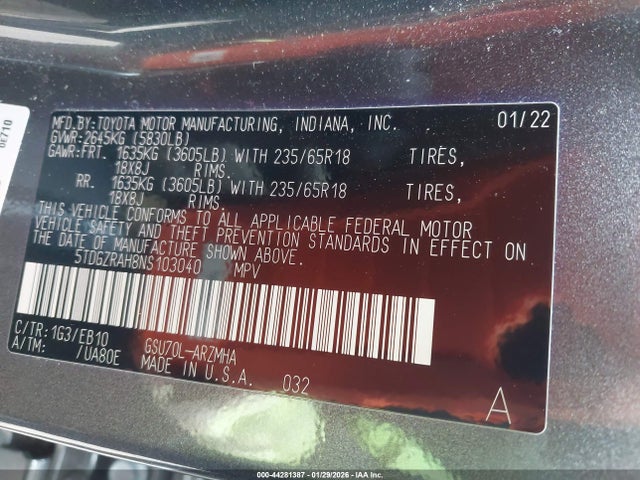 0E710
MFD.BY:TOYOTA MOTOR MANUFACTURING, INDIANA, INC. 01/22
GVWR:2645KG (5830LB)
GAWR:FRT. 1635KG (3605LB) WITH 235/65R18 TIRES,
18X8J RIMS.
RR. 1635KG (3605LB) WITH 235/65R18 TIRES,
18X8J RIMS.
THIS VEHICLE CONFORMS TO ALL APPLICABLE FEDERAL MOTOR
VEHICLE SAFETY AND THEFT PREVENTION STANDARDS IN EFFECT ON
THE DATE OF MANUFACTURE SHOWN ABOVE.
5TDGZRAH8NS103040 MPV
C/TR: 1G3/EB10 GSU70L-ARZMHA
A/TM: /UA80E MADE IN U.S.A. 032
A
000-44281387 - 01/29/2026 - IAA Inc.